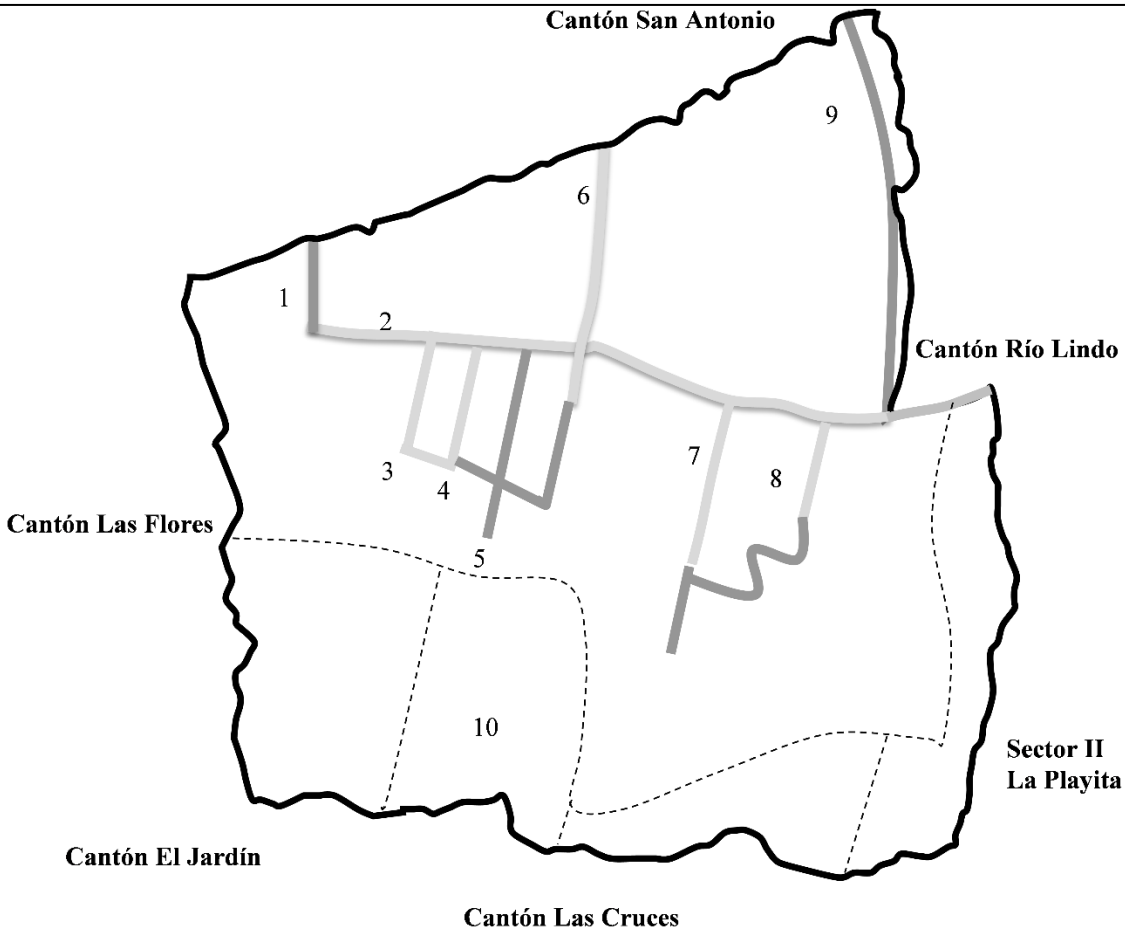 Cantón San Antonio
9
6
1
2
Cantón Río Lindo
7
3
8
4
Cantón Las Flores
5
10
Sector II
La Playita
Cantón El Jardín
Cantón Las Cruces